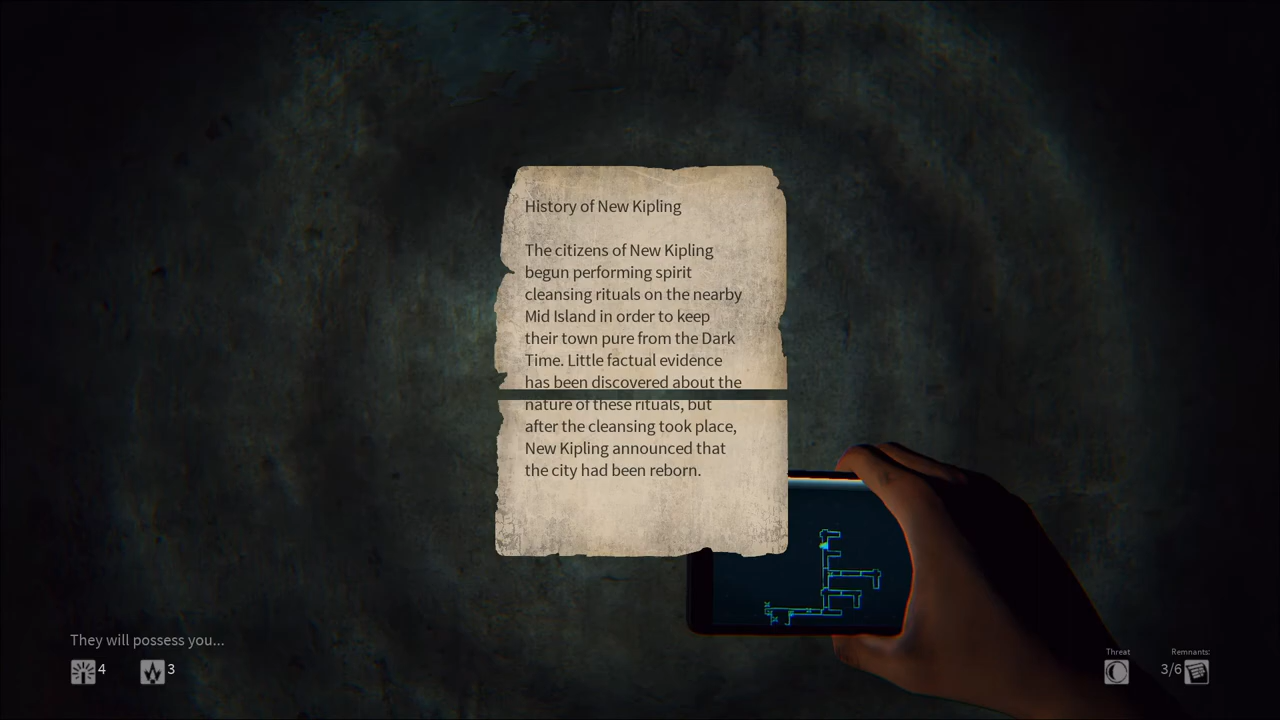 History of New Kipling
The citizens of New Kipling
begun performing spirit
cleansing rituals on the nearby
Mid Island in order to keep
their town pure from the Dark
Time. Little factual evidence
has been discovered about the
nature of these rituals, but
after the cleansing took place,
New Kipling announced that
the city had been reborn.
They will possess you...
4
3
Threat
Remnants:
3/6